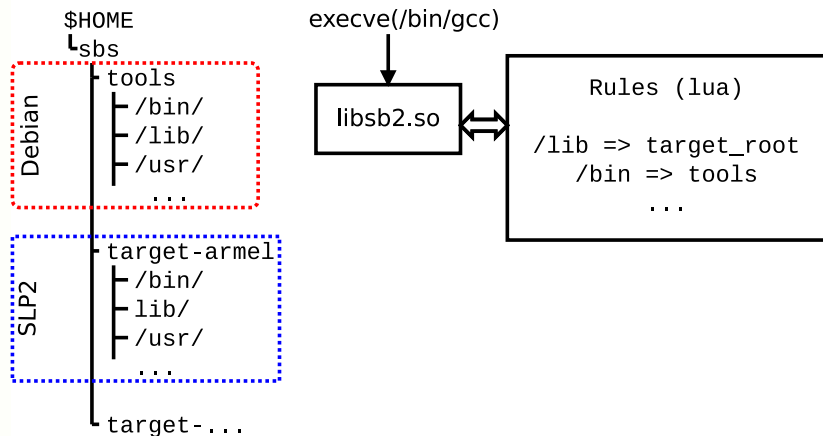 $HOME
sbs
Debian
tools
/bin/
/lib/
/usr/
...
SLP2
target-armel
/bin/
lib/
/usr/
...
target-...
execve(/bin/gcc)
libsb2.so
Rules (lua)
/lib => target_root
/bin => tools
...